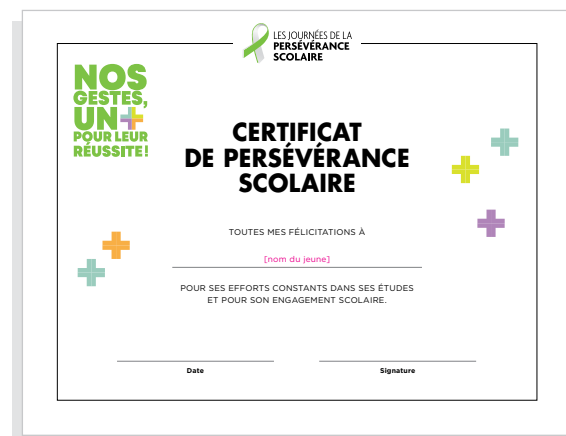 LES JOURNÉES DE LA
PERSÉVÉRANCE
SCOLAIRE
NOS
GESTES,
UN+
POUR LEUR
RÉUSSITE!
CERTIFICAT
DE PERSÉVÉRANCE
SCOLAIRE
TOUTES MES FÉLICITATIONS À
[nom du jeune]
POUR SES EFFORTS CONSTANTS DANS SES ÉTUDES
ET POUR SON ENGAGEMENT SCOLAIRE.
Date
Signature